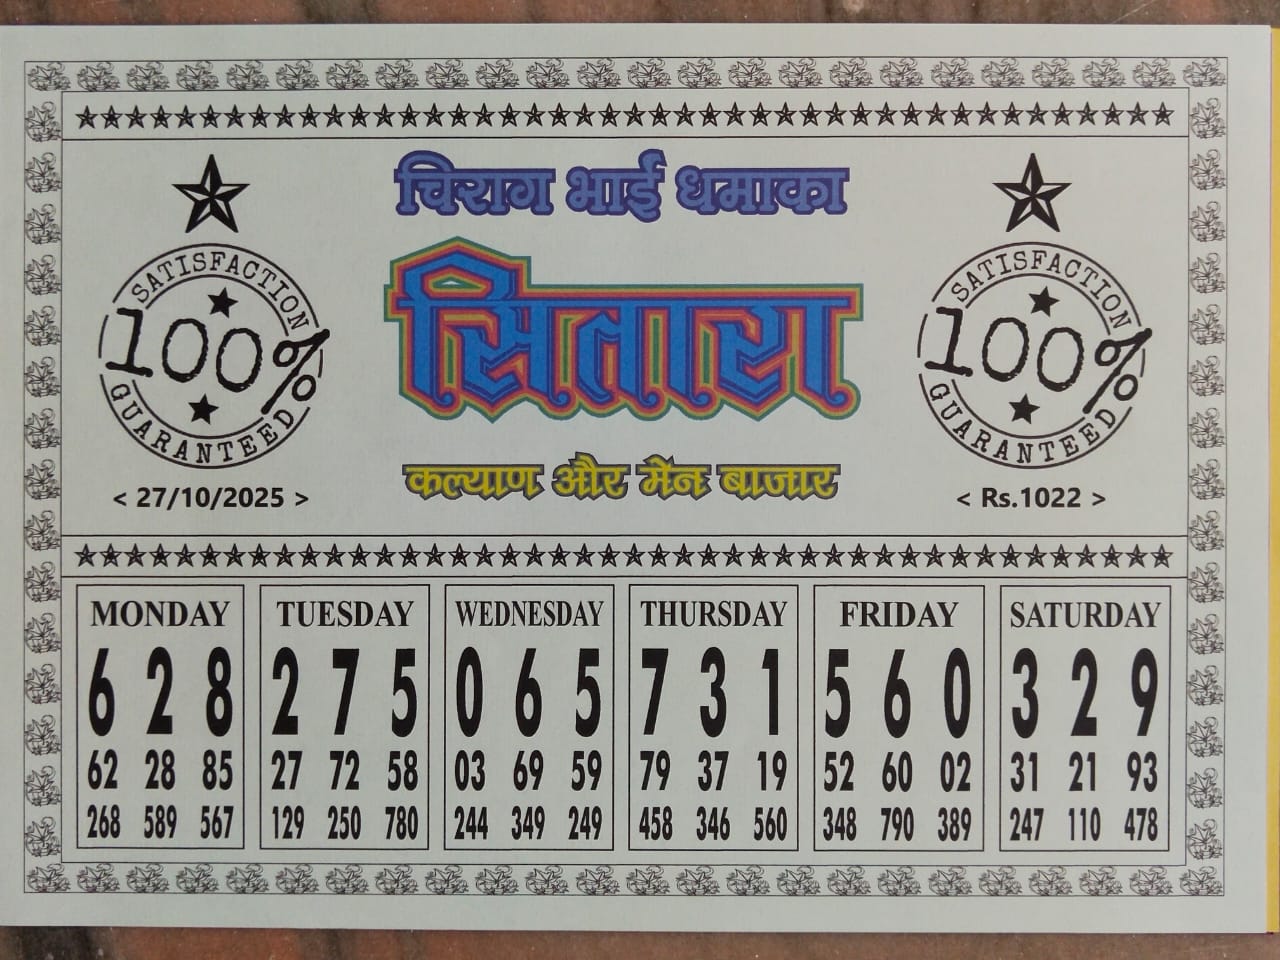 चिराग भाई धमाका
SATISFACTION
100%
GUARANTEED
सितारा
SATISFACTION
100%
GUARANTEED
कल्याण और मेन बाजार
< 27/10/2025 >
< Rs.1022 >
MONDAY TUESDAY WEDNESDAY THURSDAY FRIDAY SATURDAY
6 2 8 2 7 5 0 6 5 7 3 1 5 6 0 3 2 9
62 28 85 27 72 58 03 69 59 79 37 19 52 60 02 31 21 93
268 589 567 129 250 780 244 349 249 458 346 560 348 790 389 247 110 478